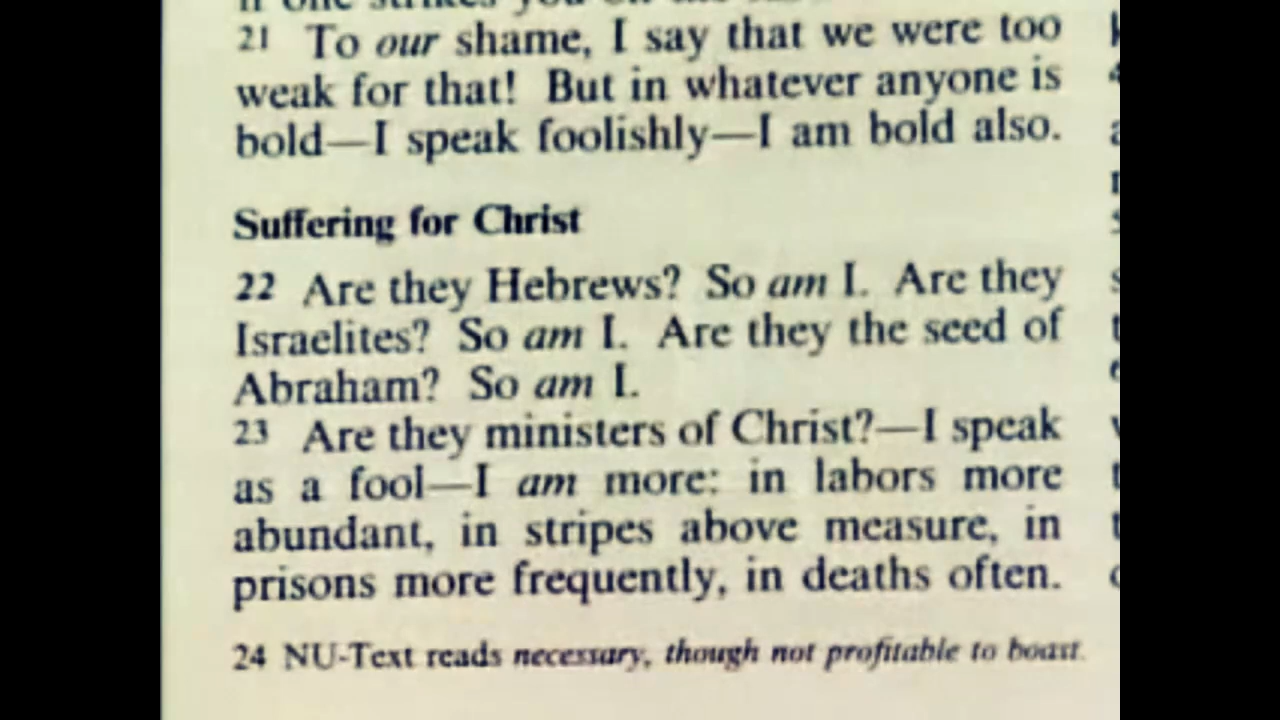 21 To our shame, I say that we were too
weak for that! But in whatever anyone is
bold—I speak foolishly—I am bold also.
Suffering for Christ
22 Are they Hebrews? So am I. Are they
Israelites? So am I. Are they the seed of
Abraham? So am I.
23 Are they ministers of Christ?—I speak
as a fool—I am more: in labors more
abundant, in stripes above measure, in
prisons more frequently, in deaths often.
24 NU-Text reads necessary, though not profitable to boast.